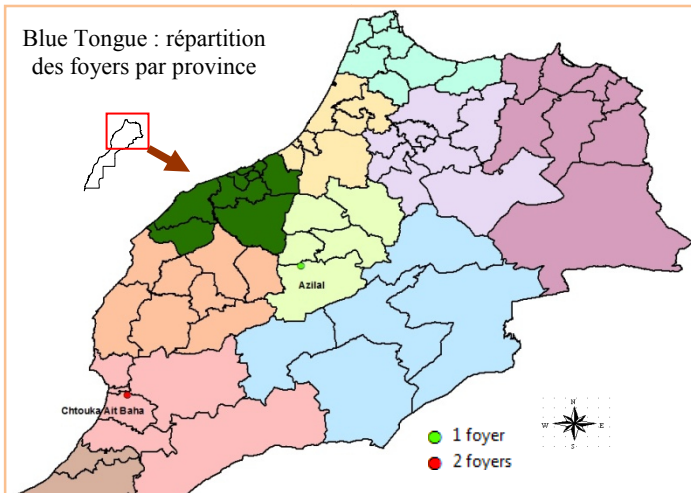 Blue Tongue : répartition
des foyers par province
Azilal
Chtouka Ait Baha
1 foyer
2 foyers
N
W
E
S